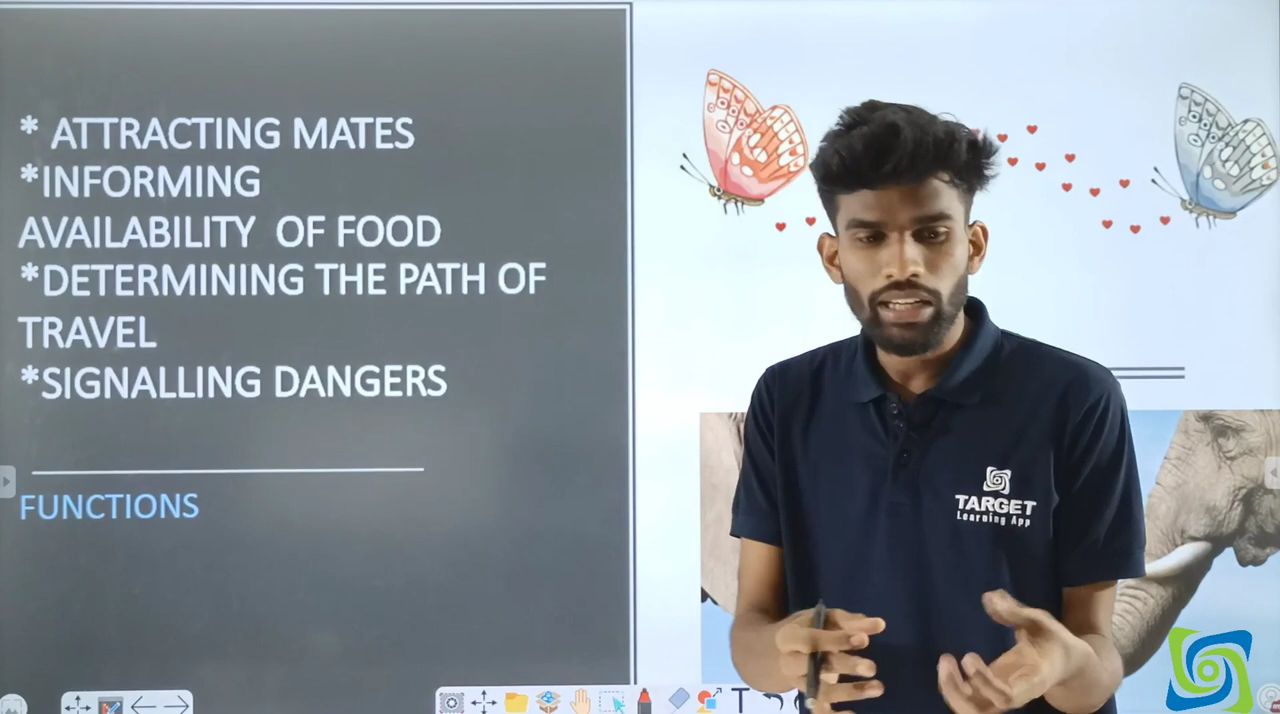 * ATTRACTING MATES
*INFORMING
AVAILABILITY OF FOOD
*DETERMINING THE PATH OF
TRAVEL
*SIGNALLING DANGERS
FUNCTIONS
TARGET
Learning App
T